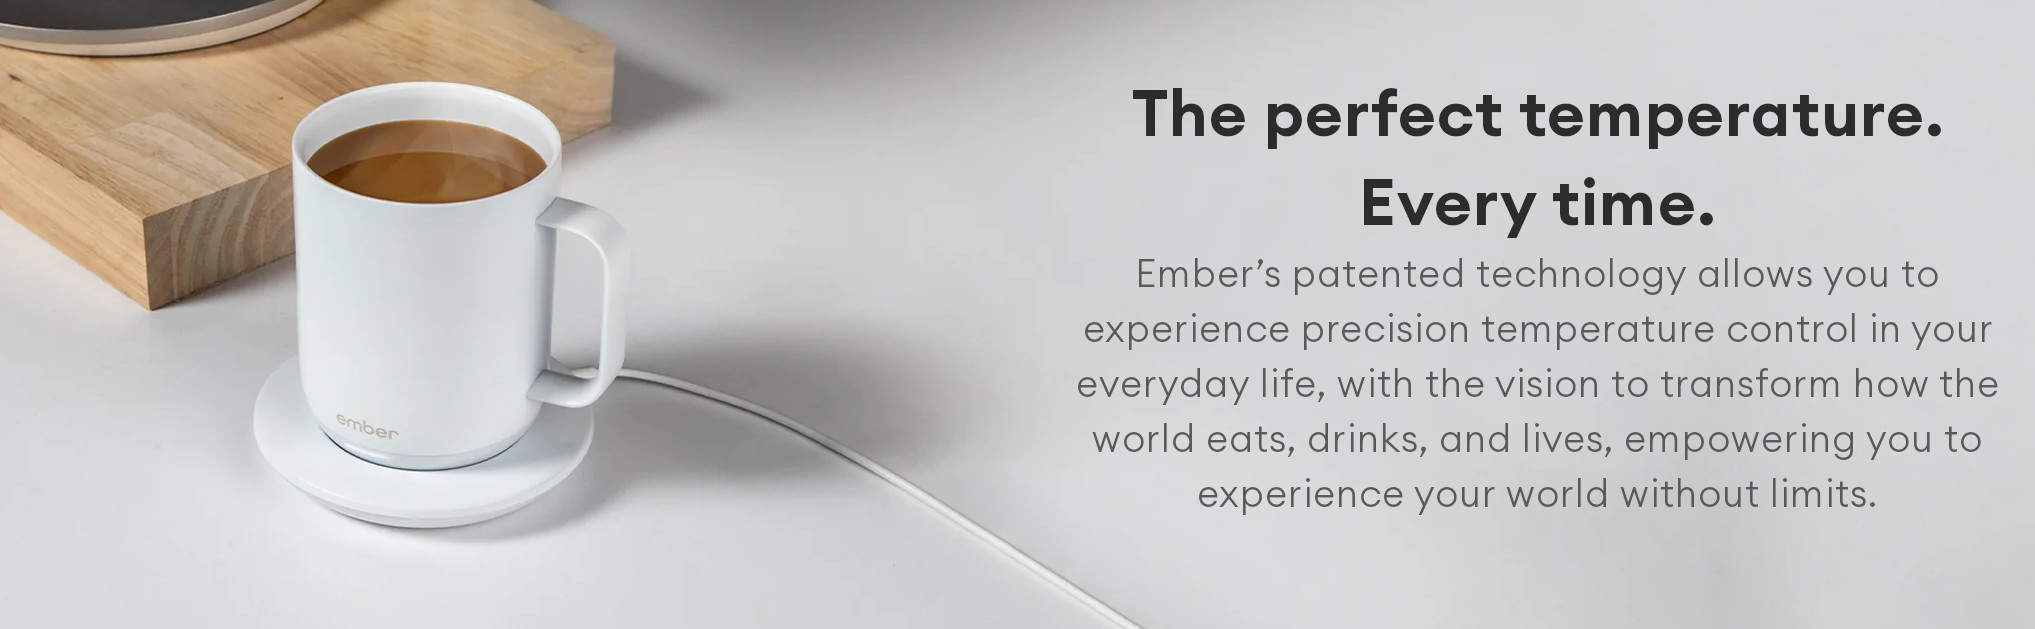 The perfect temperature.
Every time.
Ember’s patented technology allows you to
experience precision temperature control in your
everyday life, with the vision to transform how the
world eats, drinks, and lives, empowering you to
experience your world without limits.
ember